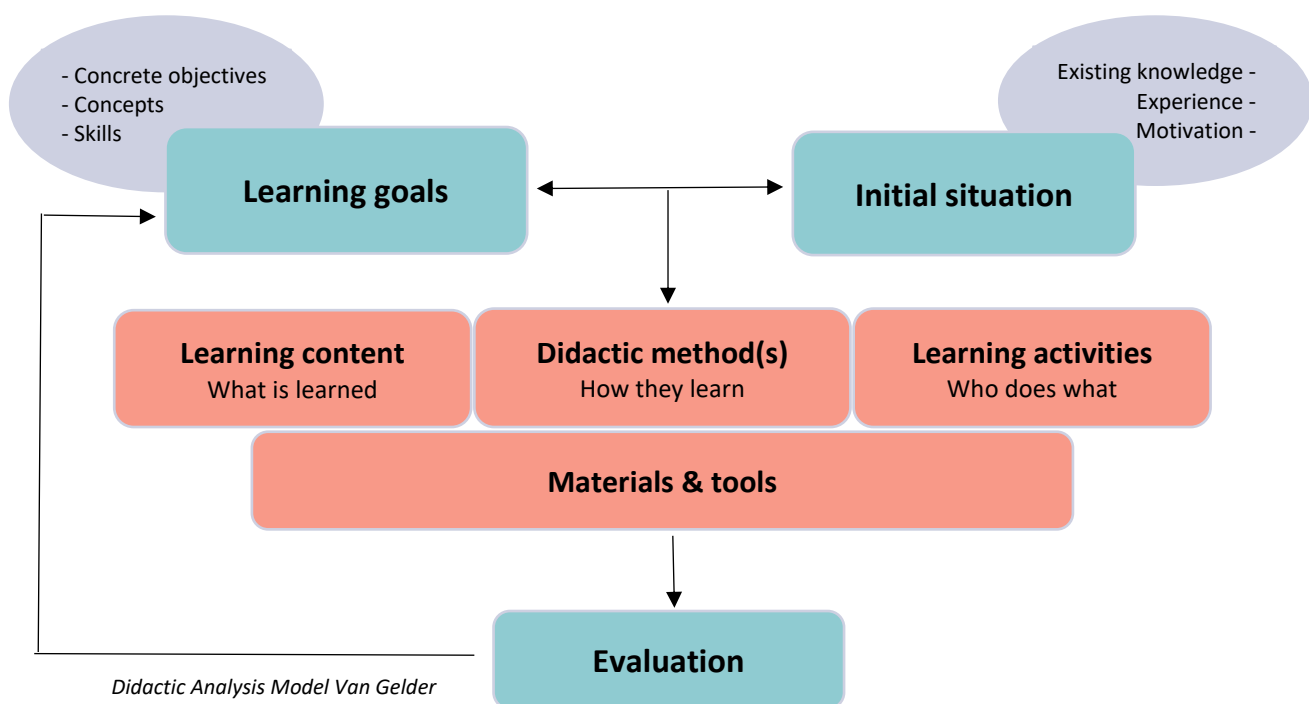 - Concrete objectives
- Concepts
- Skills
Existing knowledge -
Experience -
Motivation -
Learning goals
Initial situation
Learning content
What is learned
Didactic method(s)
How they learn
Learning activities
Who does what
Materials & tools
Evaluation
Didactic Analysis Model Van Gelder